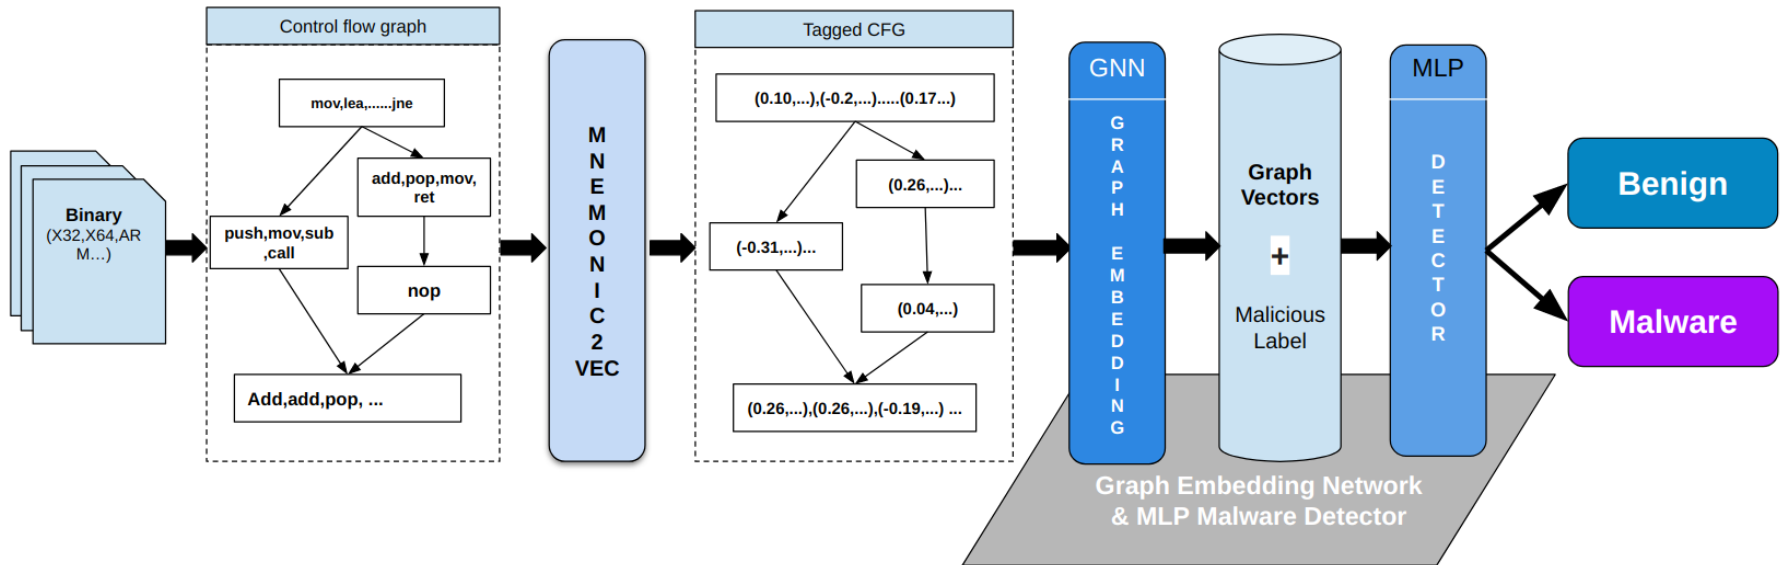 Binary
(X32,X64,AR
M...)
Control flow graph
mov,lea,......jne
add,pop,mov,
ret
push,mov,sub
,call
nop
Add,add,pop, ...
M
N
E
M
O
N
I
C
2
VEC
Tagged CFG
(0.10,...),(-0.2,...).....(0.17...)
(0.26,...)...
(-0.31,...)...
(0.04,...)
(0.26,...),(0.26,...),(-0.19,...) ...
GNN
G
R
A
P
H
E
M
B
E
D
D
I
N
G
Graph
Vectors
+
Malicious
Label
MLP
D
E
T
E
C
T
O
R
Benign
Malware
Graph Embedding Network
& MLP Malware Detector